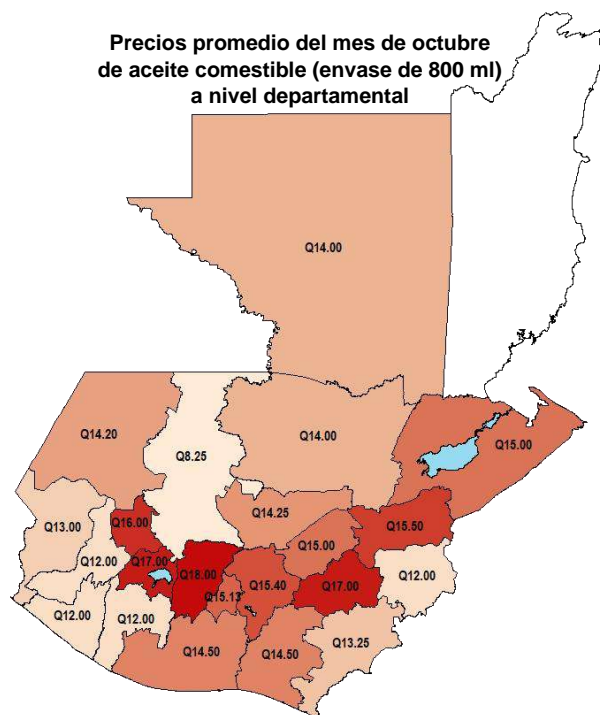 Precios promedio del mes de octubre
de aceite comestible (envase de 800 ml)
a nivel departamental
Q14.00
Q14.20
Q8.25
Q14.00
Q15.00
Q14.25
Q13.00
Q16.00
Q15.50
Q15.00
Q12.00
Q17.00
Q18.00
Q15.40
Q17.00
Q12.00
Q15.13
Q12.00
Q12.00
Q13.25
Q14.50
Q14.50